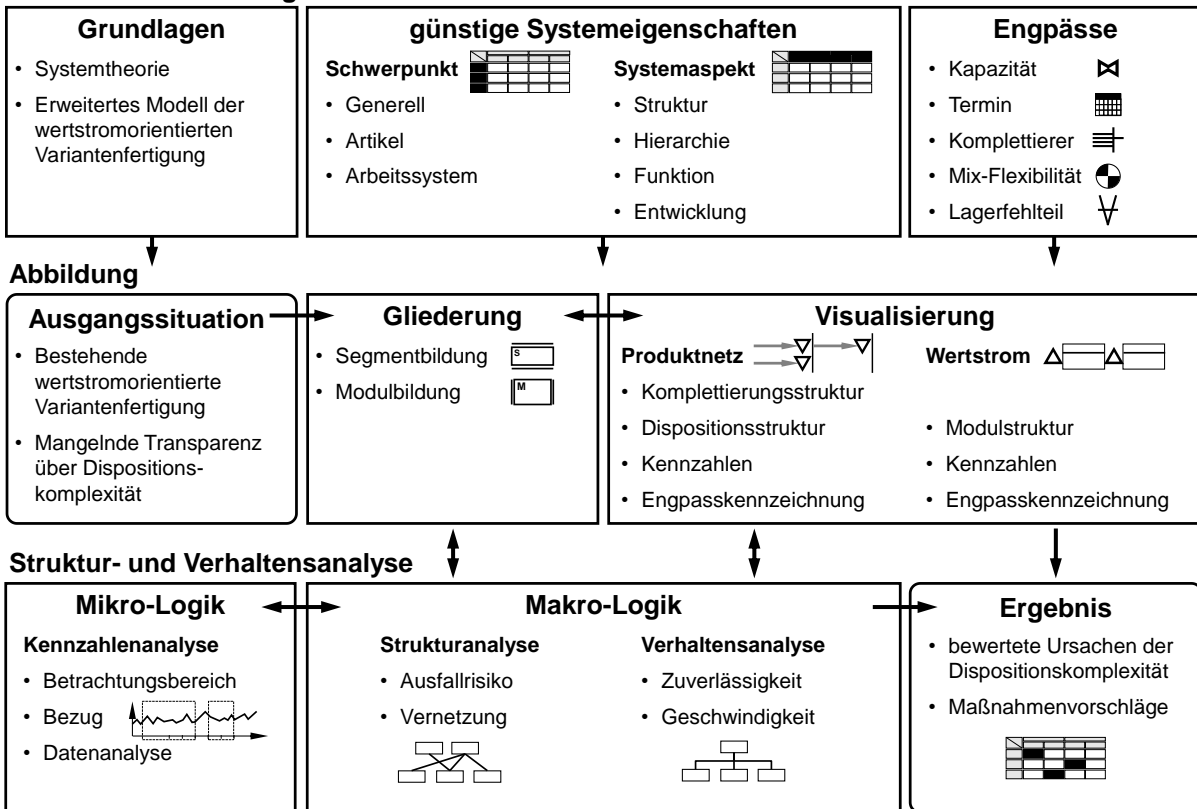 Grundlagen
• Systemtheorie
• Erweitertes Modell der
wertstromorientierten
Variantenfertigung
günstige Systemeigenschaften
Schwerpunkt
• Generell
• Artikel
• Arbeitssystem
Systemaspekt
• Struktur
• Hierarchie
• Funktion
• Entwicklung
Engpässe
• Kapazität
• Termin
• Komplettierer
• Mix-Flexibilität
• Lagerfehlteil
Abbildung
Ausgangssituation
• Bestehende
wertstromorientierte
Variantenfertigung
• Mangelnde Transparenz
über Dispositions-
komplexität
Gliederung
• Segmentbildung
S
• Modulbildung
M
Visualisierung
Produktnetz
• Komplettierungsstruktur
• Dispositionsstruktur
• Kennzahlen
• Engpasskennzeichnung
Wertstrom
• Modulstruktur
• Kennzahlen
• Engpasskennzeichnung
Struktur- und Verhaltensanalyse
Mikro-Logik
Kennzahlenanalyse
• Betrachtungsbereich
• Bezug
• Datenanalyse
Makro-Logik
Strukturanalyse
• Ausfallrisiko
• Vernetzung
Verhaltensanalyse
• Zuverlässigkeit
• Geschwindigkeit
Ergebnis
• bewertete Ursachen der
Dispositionskomplexität
• Maßnahmenvorschläge